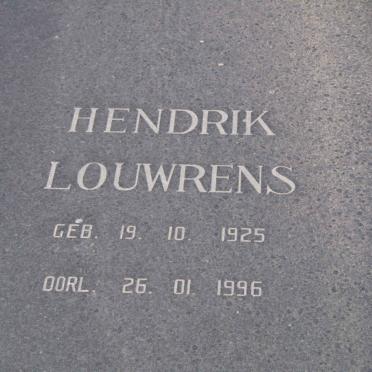 HENDRIK
LOUWRENS
GEB. 19. 10. 1925
OORL. 26. 01. 1996